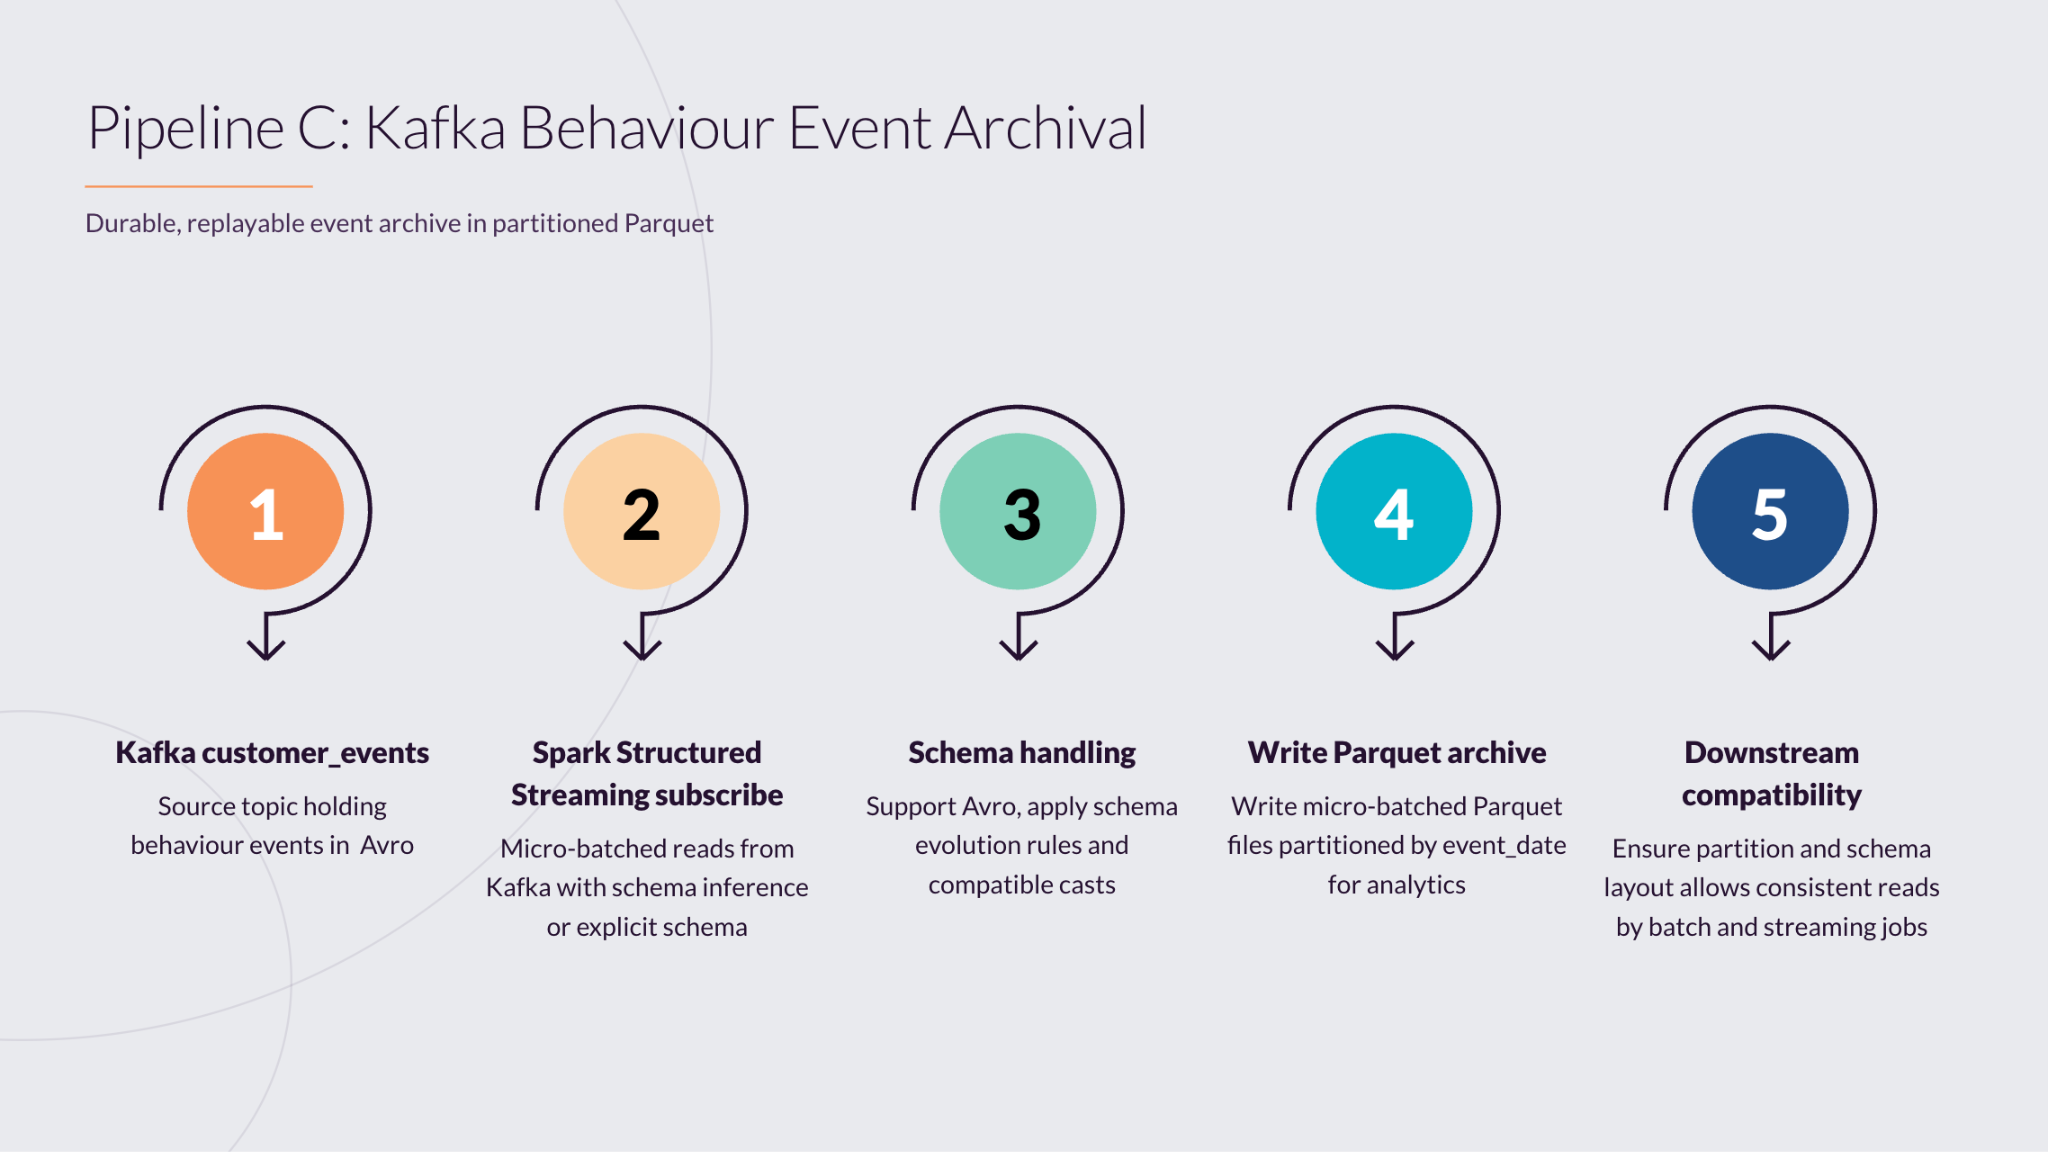 Pipeline C: Kafka Behaviour Event Archival
Durable, replayable event archive in partitioned Parquet
1
2
3
4
5
Kafka customer_events
Source topic holding
behaviour events in  Avro
Spark Structured
Streaming subscribe
Micro-batched reads from
Kafka with schema inference
or explicit schema
Schema handling
Support Avro, apply schema
evolution rules and
compatible casts
Write Parquet archive
Write micro-batched Parquet
files partitioned by event_date
for analytics
Downstream
compatibility
Ensure partition and schema
layout allows consistent reads
by batch and streaming jobs